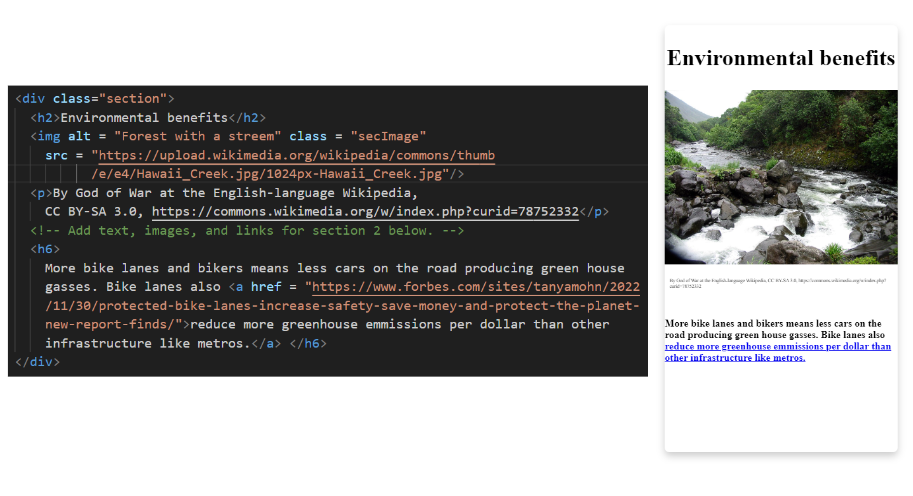 <div class="section">
<h2>Environmental benefits</h2>
<img alt = "Forest with a streem" class = "secImage"
src = "https://upload.wikimedia.org/wikipedia/commons/thumb
/e/e4/Hawaii_Creek.jpg/1024px-Hawaii_Creek.jpg"/>
<p>By God of War at the English-language Wikipedia,
CC BY-SA 3.0, https://commons.wikimedia.org/w/index.php?curid=78752332</p>
<!-- Add text, images, and links for section 2 below. -->
<h6>
More bike lanes and bikers means less cars on the road producing green house
gasses. Bike lanes also <a href = "https://www.forbes.com/sites/tanyamohn/2022
/11/30/protected-bike-lanes-increase-safety-save-money-and-protect-the-planet-
new-report-finds/">reduce more greenhouse emmissions per dollar than other
infrastructure like metros.</a> </h6>
</div>
Environmental benefits
By God of War at the English-language Wikipedia, CC BY-SA 3.0, https://commons.wikimedia.org/w/index.php?
curid=78752332
More bike lanes and bikers means less cars on the
road producing green house gasses. Bike lanes also
reduce more greenhouse emmissions per dollar than
other infrastructure like metros.